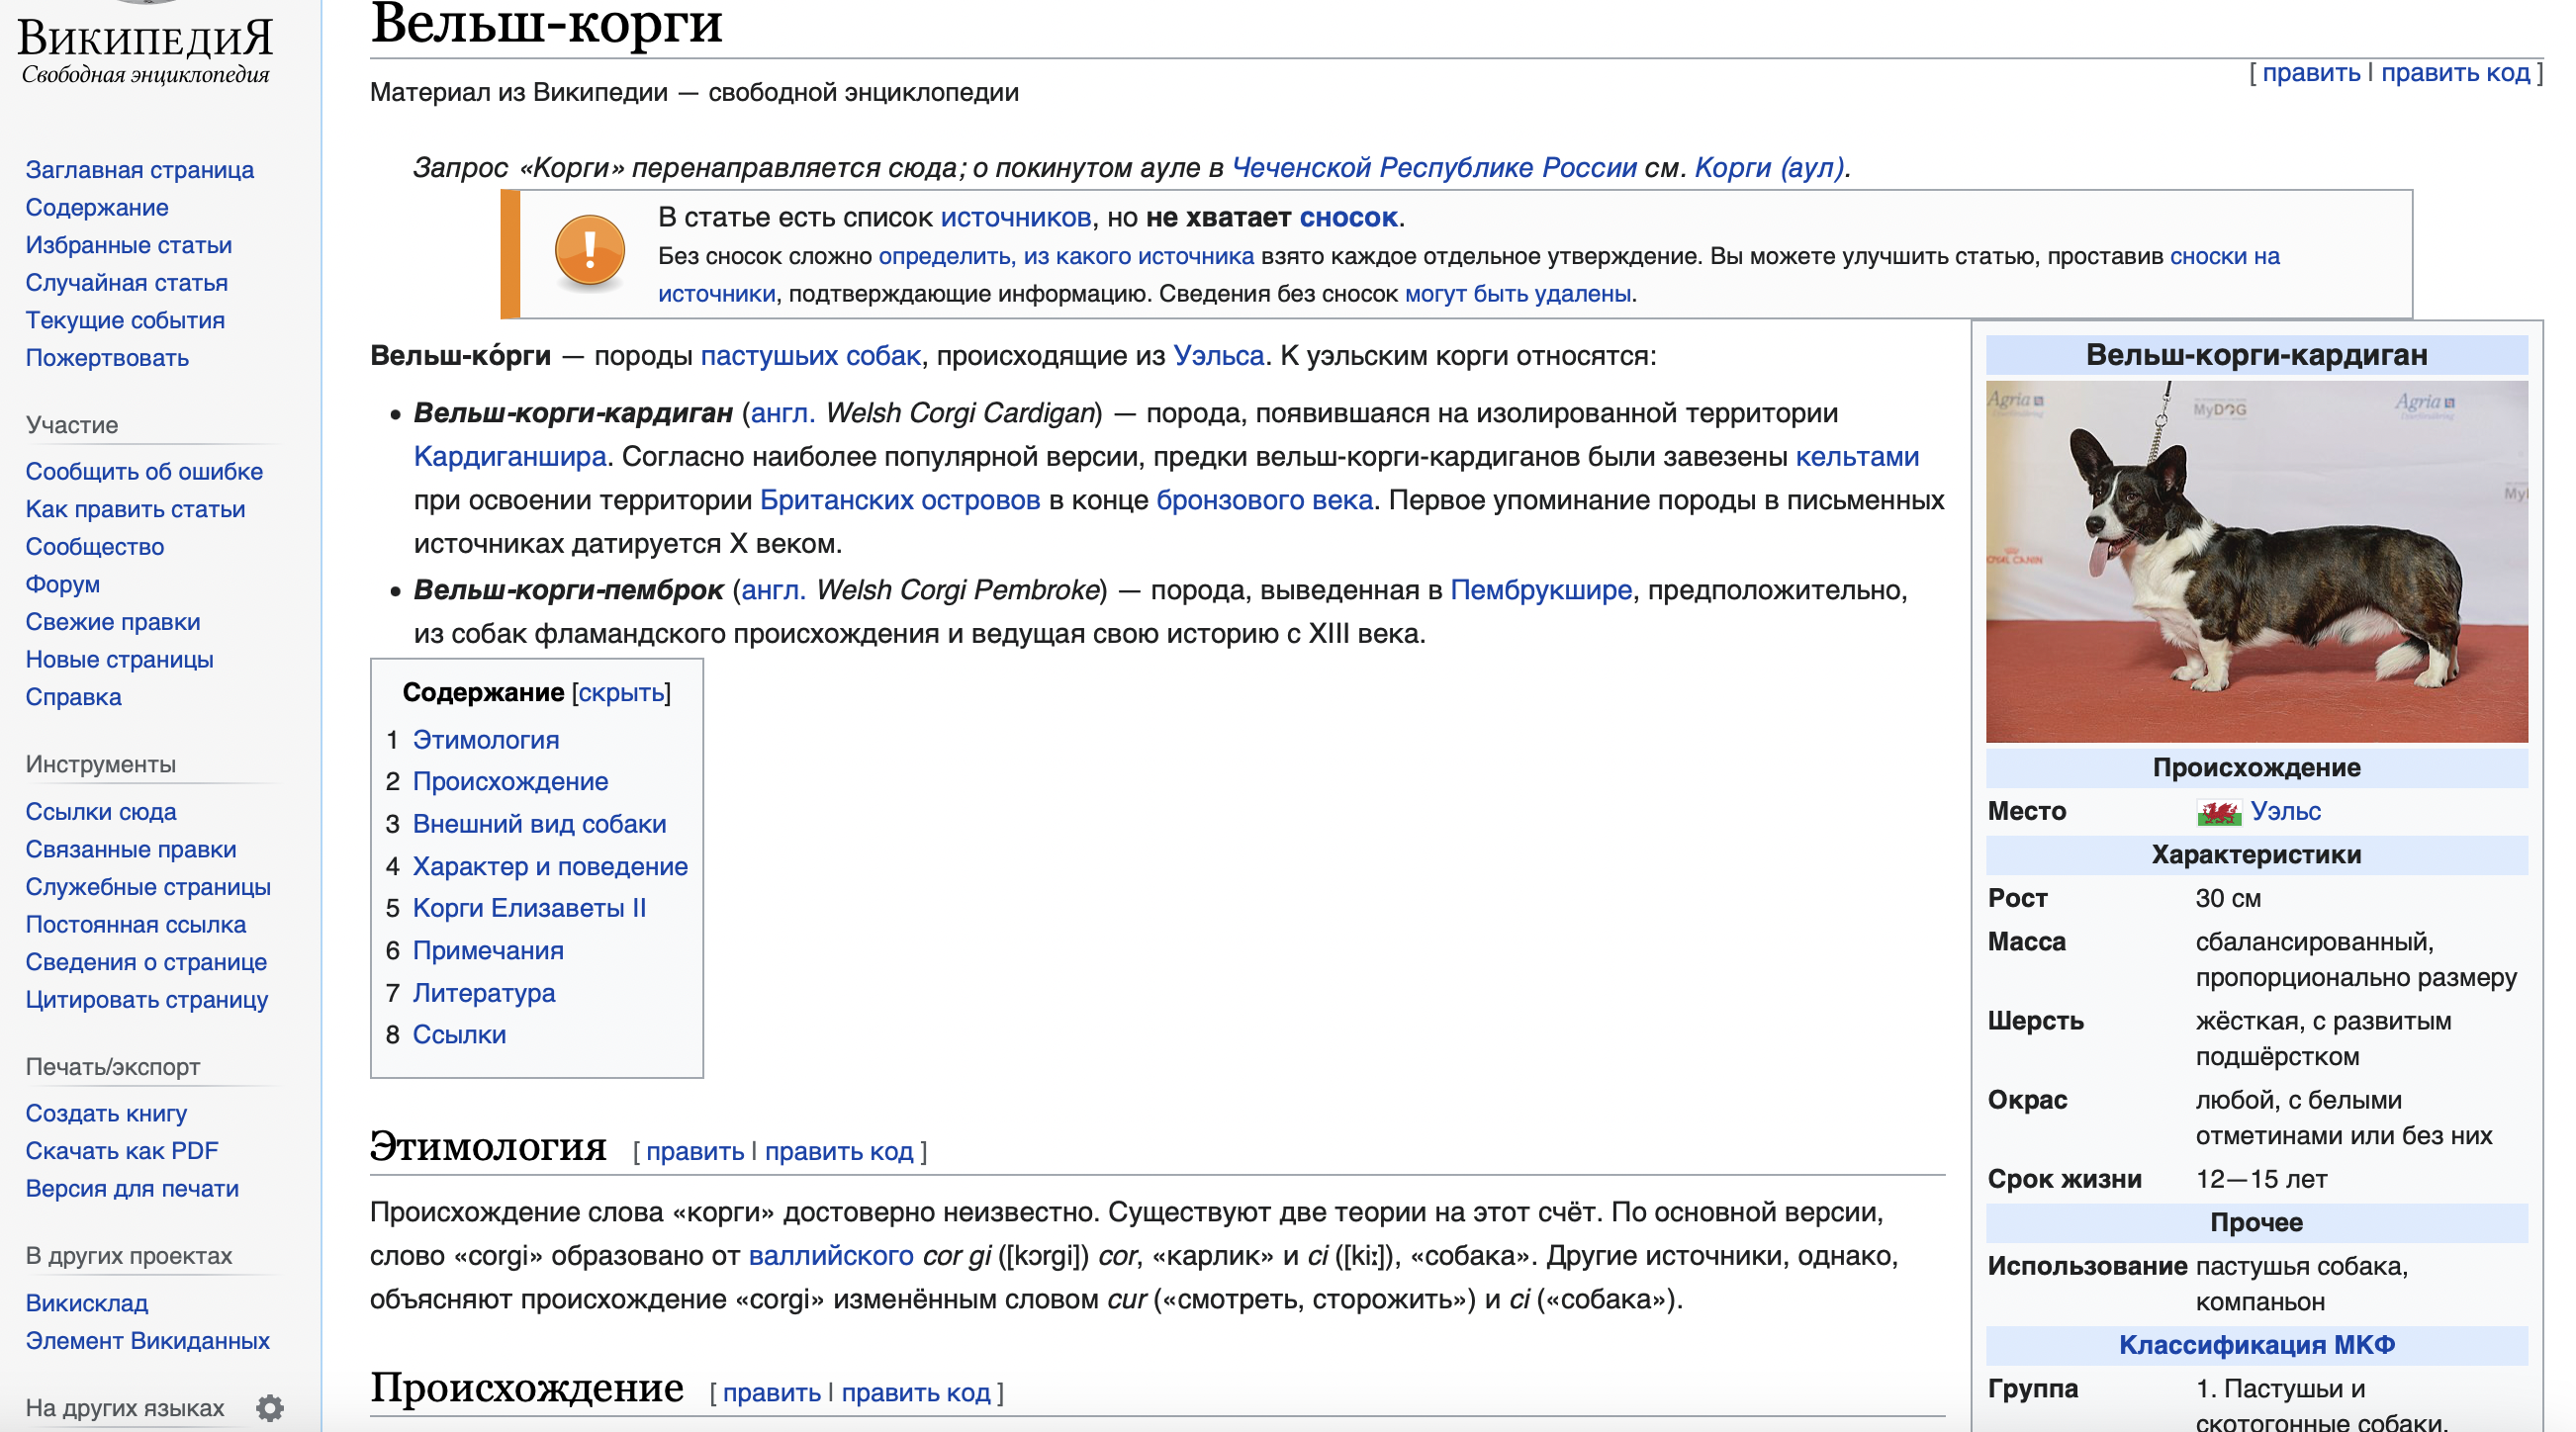 ВикипедиЯ
Свободная энциклопедия
Заглавная страница
Содержание
Избранные статьи
Случайная статья
Текущие события
Пожертвовать
Участие
Сообщить об ошибке
Как править статьи
Сообщество
Форум
Свежие правки
Новые страницы
Справка
Инструменты
Ссылки сюда
Связанные правки
Служебные страницы
Постоянная ссылка
Сведения о странице
Цитировать страницу
Печать/экспорт
Создать книгу
Скачать как PDF
Версия для печати
В других проектах
Викисклад
Элемент Викиданных
На других языках
Вельш-корги
[ править | править код ]
Материал из Википедии — свободной энциклопедии
Запрос «Корги» перенаправляется сюда; о покинутом ауле в Чеченской Республике России см. Корги (аул).
В статье есть список источников, но не хватает сносок.
Без сносок сложно определить, из какого источника взято каждое отдельное утверждение. Вы можете улучшить статью, проставив сноски на
источники, подтверждающие информацию. Сведения без сносок могут быть удалены.
Вельш-ко́рги — породы пастушьих собак, происходящие из Уэльса. К уэльским корги относятся:
• Вельш-корги-кардиган (англ. Welsh Corgi Cardigan) — порода, появившаяся на изолированной территории
Кардиганшира. Согласно наиболее популярной версии, предки вельш-корги-кардиганов были завезены кельтами
при освоении территории Британских островов в конце бронзового века. Первое упоминание породы в письменных
источниках датируется X веком.
• Вельш-корги-пемброк (англ. Welsh Corgi Pembroke) — порода, выведенная в Пембрукшире, предположительно,
из собак фламандского происхождения и ведущая свою историю с XIII века.
Содержание [скрыть]
1 Этимология
2 Происхождение
3 Внешний вид собаки
4 Характер и поведение
5 Корги Елизаветы II
6 Примечания
7 Литература
8 Ссылки
Этимология [ править | править код ]
Происхождение слова «корги» достоверно неизвестно. Существуют две теории на этот счёт. По основной версии,
слово «corgi» образовано от валлийского cor gi ([kɔrgi]) cor, «карлик» и ci ([kiː]), «собака». Другие источники, однако,
объясняют происхождение «corgi» изменённым словом cur («смотреть, сторожить») и ci («собака»).
Происхождение [ править | править код ]
Вельш-корги-кардиган
Agria
MyDOG
Agria
MyD
ROYAL CANIN
Происхождение
Место Уэльс
Характеристики
Рост 30 см
Масса сбалансированный,
пропорционально размеру
Шерсть жёсткая, с развитым
подшёрстком
Окрас любой, с белыми
отметинами или без них
Срок жизни 12—15 лет
Прочее
Использование пастушья собака,
компаньон
Классификация МКФ
Группа 1. Пастушьи и
скотогонные собаки,